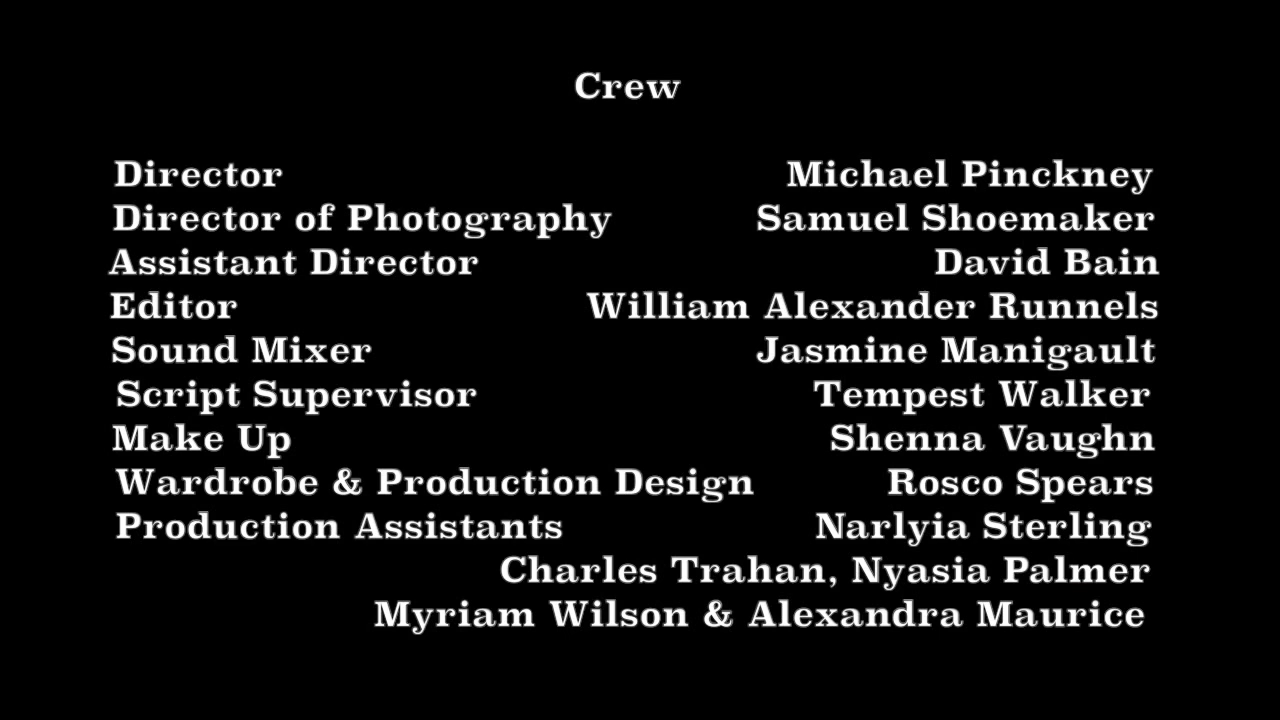 Crew
Director Michael Pinckney
Director of Photography Samuel Shoemaker
Assistant Director David Bain
Editor William Alexander Runnels
Sound Mixer Jasmine Manigault
Script Supervisor Tempest Walker
Make Up Shenna Vaughn
Wardrobe & Production Design Rosco Spears
Production Assistants Narlyia Sterling
Charles Trahan, Nyasia Palmer
Myriam Wilson & Alexandra Maurice